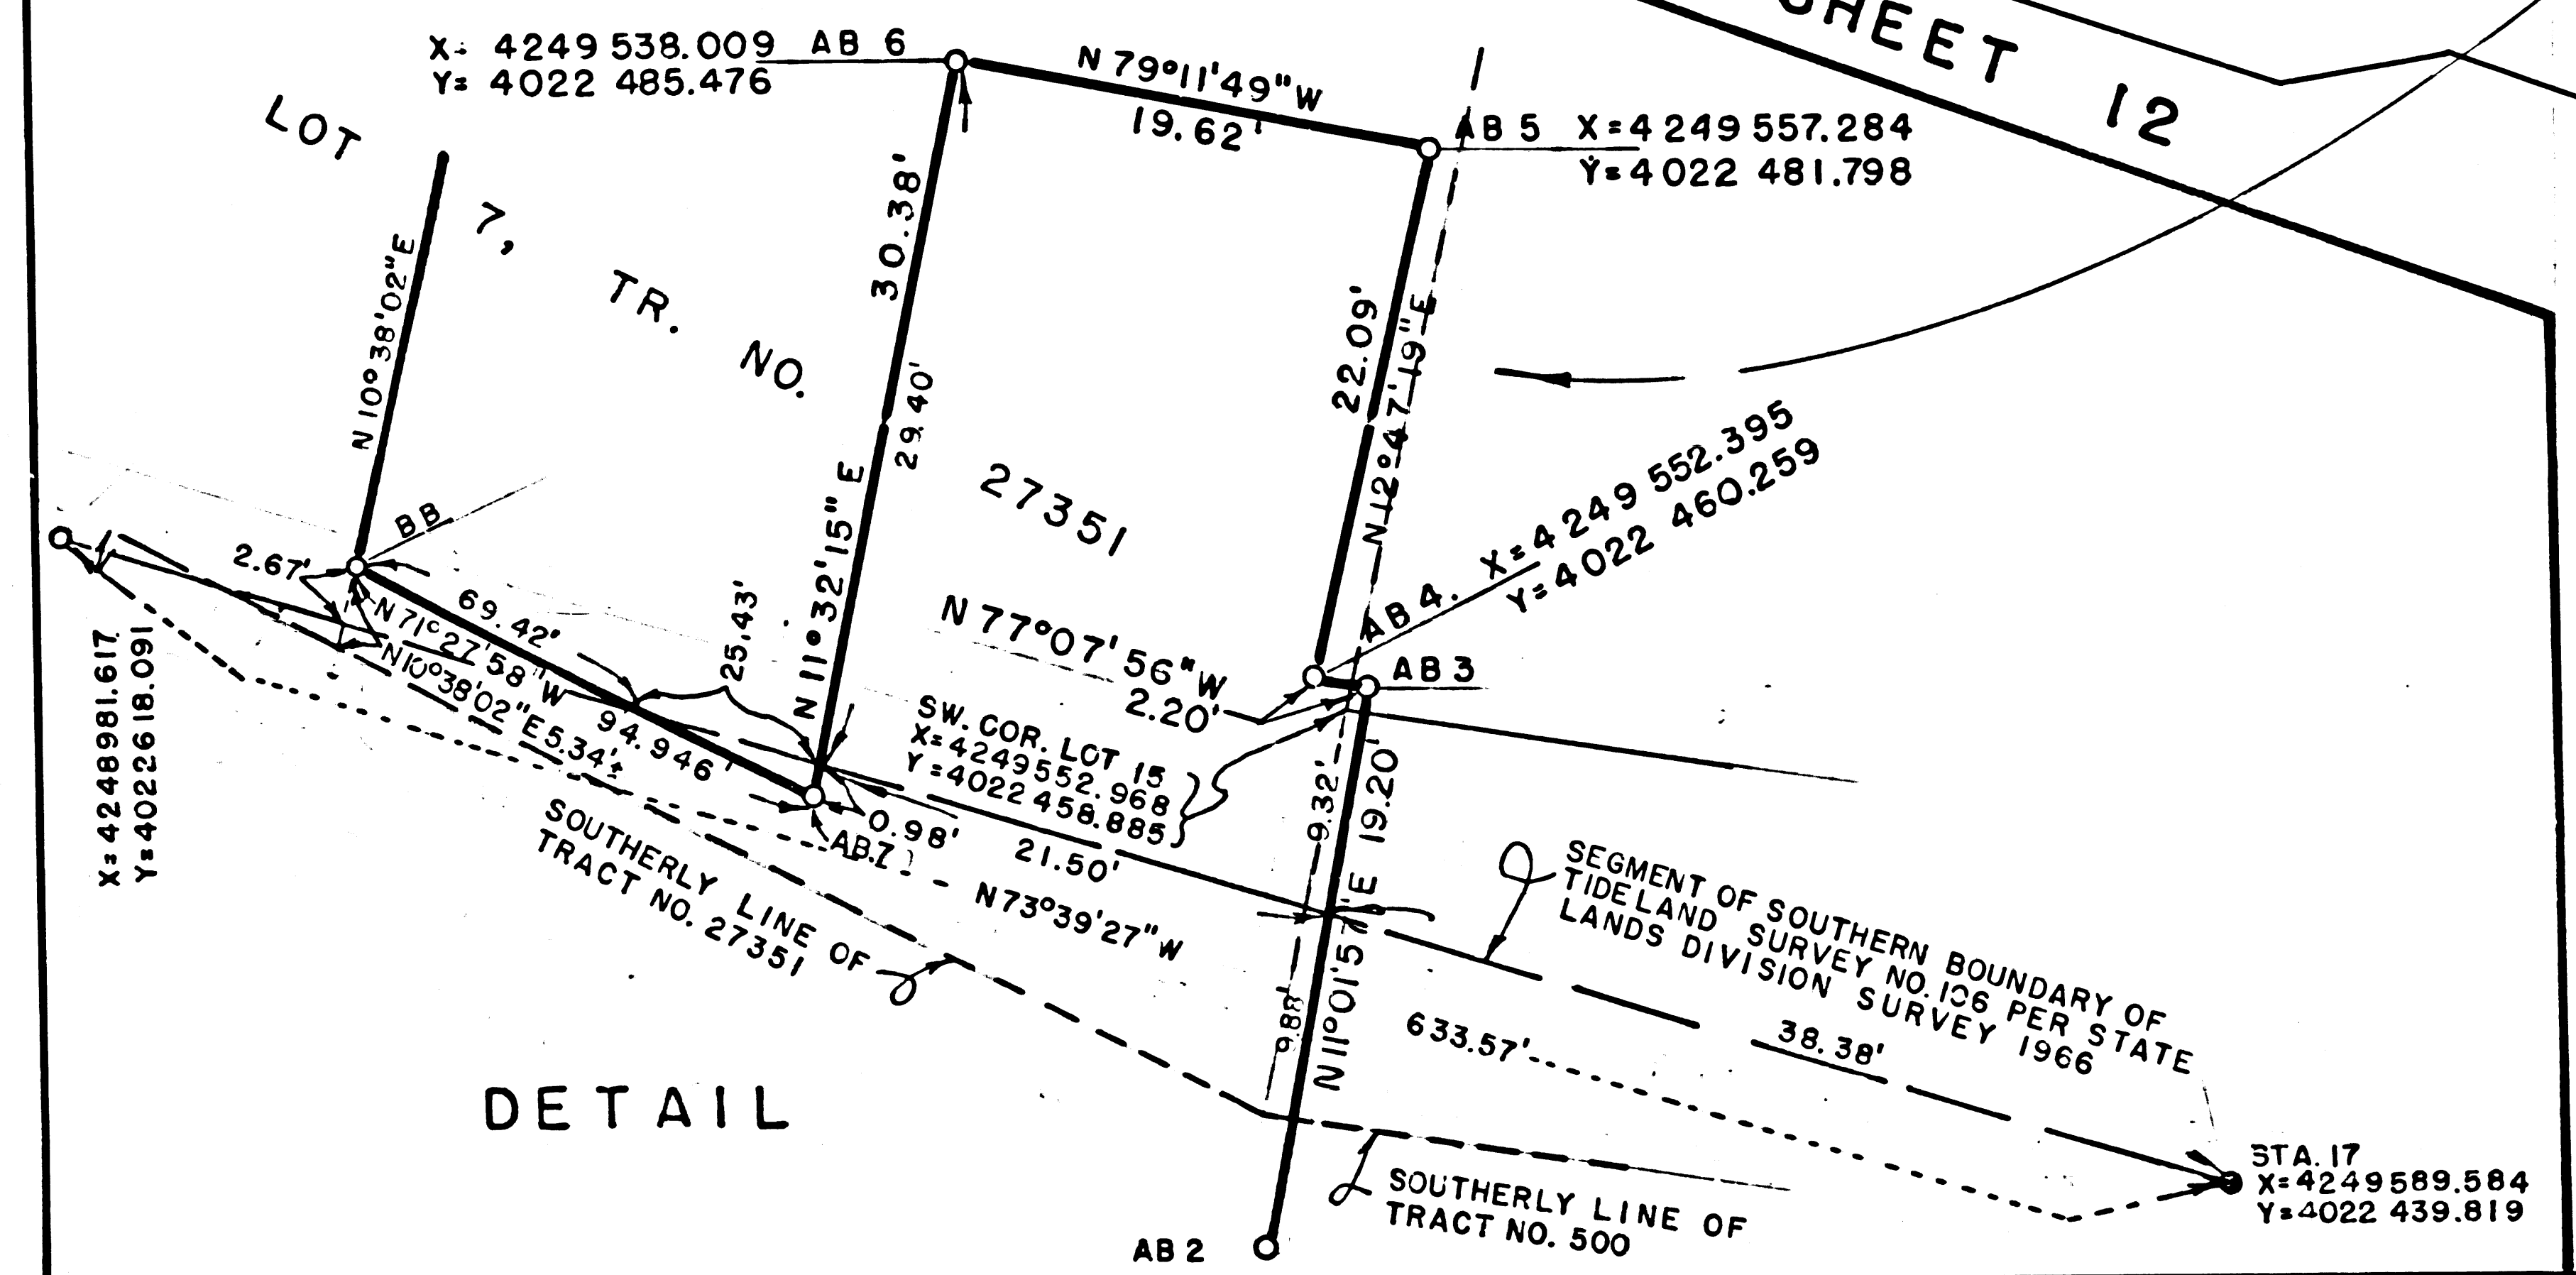 SHEET 12
X= 4249 538.009
Y= 4022 485.476
AB 6
N 79°11'49"W
19.62'
AB 5
X=4 249 557.284
Y=4 022 481.798
LOT 7, TR. NO. 27351
N 10°38'02"E
30.38'
29.40'
N 11°32'15" E
22.09'
N 12°47'19" E
X=4 249 552.395
Y=4 022 460.259
AB 4.
AB 3
BB
2.67'
69.42'
25.43'
N 71°27'58"W
94.946'
N10°38'02"E 5.34'±
X=4248981.617
Y=4022618.091
N 77°07'56"W
2.20'
SW. COR. LOT 15
X=4249552.968
Y=4022 458.885
0.98'
AB.7
21.50'
N73°39'27"W
9.32'
19.20'
9.88'
SOUTHERLY LINE OF
TRACT NO. 27351
SEGMENT OF SOUTHERN BOUNDARY OF
TIDELAND SURVEY NO. 106 PER STATE
LANDS DIVISION SURVEY 1966
633.57'
38.38'
STA. 17
X=4249589.584
Y=4022 439.819
SOUTHERLY LINE OF
TRACT NO. 500
AB 2
DETAIL